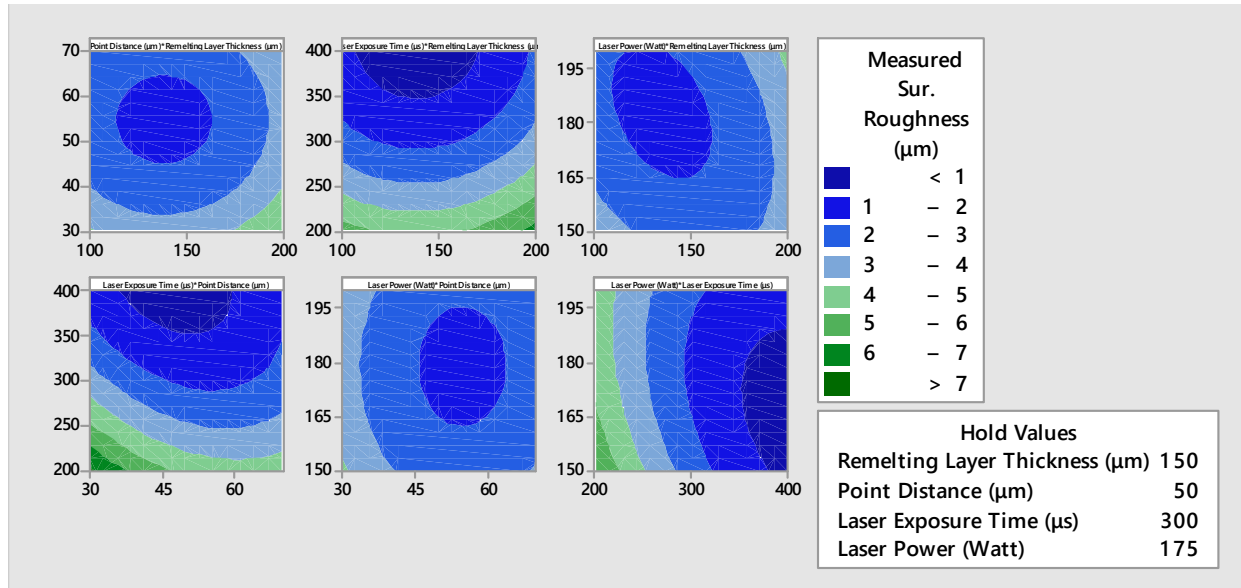 Point Distance (µm)*Remelting Layer Thickness (µm)
70
60
50
40
30
100 150 200
ser Exposure Time (µs)*Remelting Layer Thickness (µm
400
350
300
250
200
100 150 200
Laser Power (Watt)*Remelting Layer Thickness (µm)
195
180
165
150
100 150 200
Laser Exposure Time (µs)*Point Distance (µm)
400
350
300
250
200
30 45 60
Laser Power (Watt)*Point Distance (µm)
195
180
165
150
30 45 60
Laser Power (Watt)*Laser Exposure Time (µs)
195
180
165
150
200 300 400
Measured
Sur.
Roughness
(µm)
< 1
1 – 2
2 – 3
3 – 4
4 – 5
5 – 6
6 – 7
> 7
Hold Values
Remelting Layer Thickness (µm) 150
Point Distance (µm) 50
Laser Exposure Time (µs) 300
Laser Power (Watt) 175